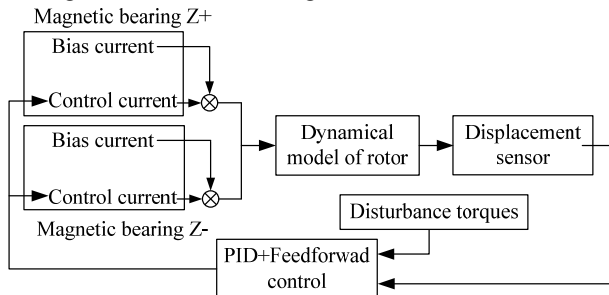 Magnetic bearing Z+
Bias current
Control current
Bias current
Control current
Magnetic bearing Z-
Dynamical
model of rotor
Displacement
sensor
Disturbance torques
PID+Feedforwad
control